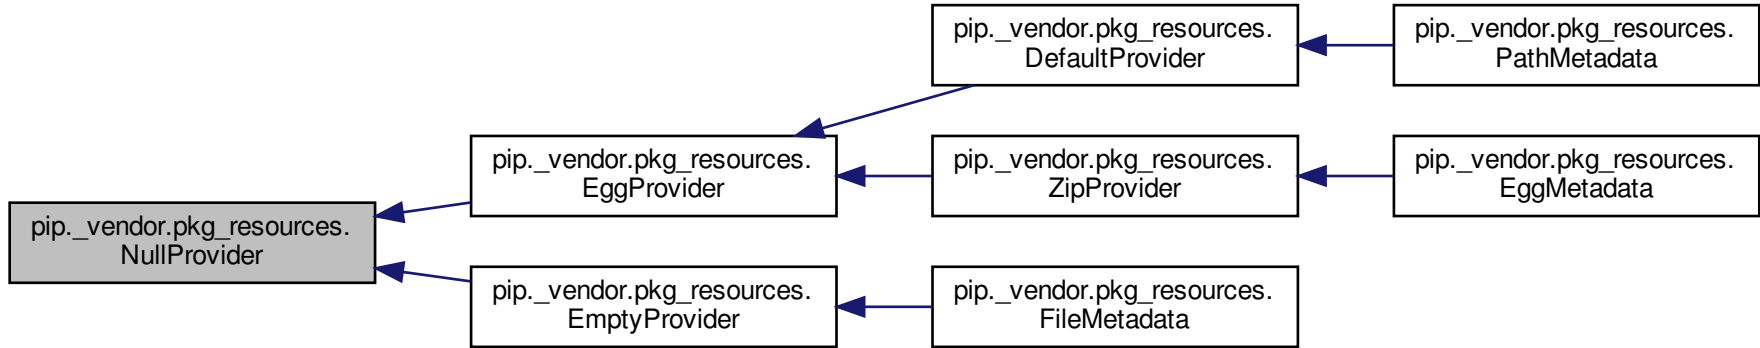 pip._vendor.pkg_resources.
DefaultProvider
pip._vendor.pkg_resources.
PathMetadata
pip._vendor.pkg_resources.
EggProvider
pip._vendor.pkg_resources.
ZipProvider
pip._vendor.pkg_resources.
EggMetadata
pip._vendor.pkg_resources.
NullProvider
pip._vendor.pkg_resources.
EmptyProvider
pip._vendor.pkg_resources.
FileMetadata